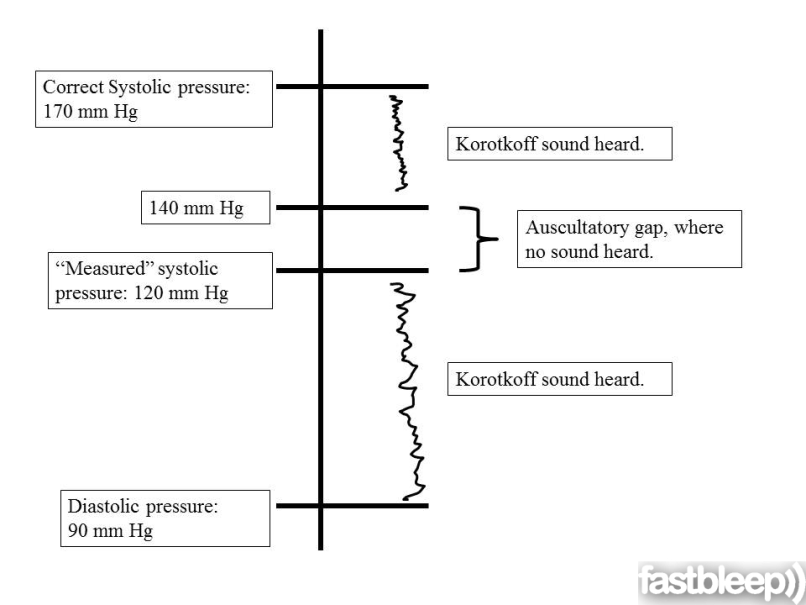 Correct Systolic pressure:
170 mm Hg
Korotkoff sound heard.
140 mm Hg
Auscultatory gap, where
no sound heard.
“Measured” systolic
pressure: 120 mm Hg
Korotkoff sound heard.
Diastolic pressure:
90 mm Hg
fastbleep))